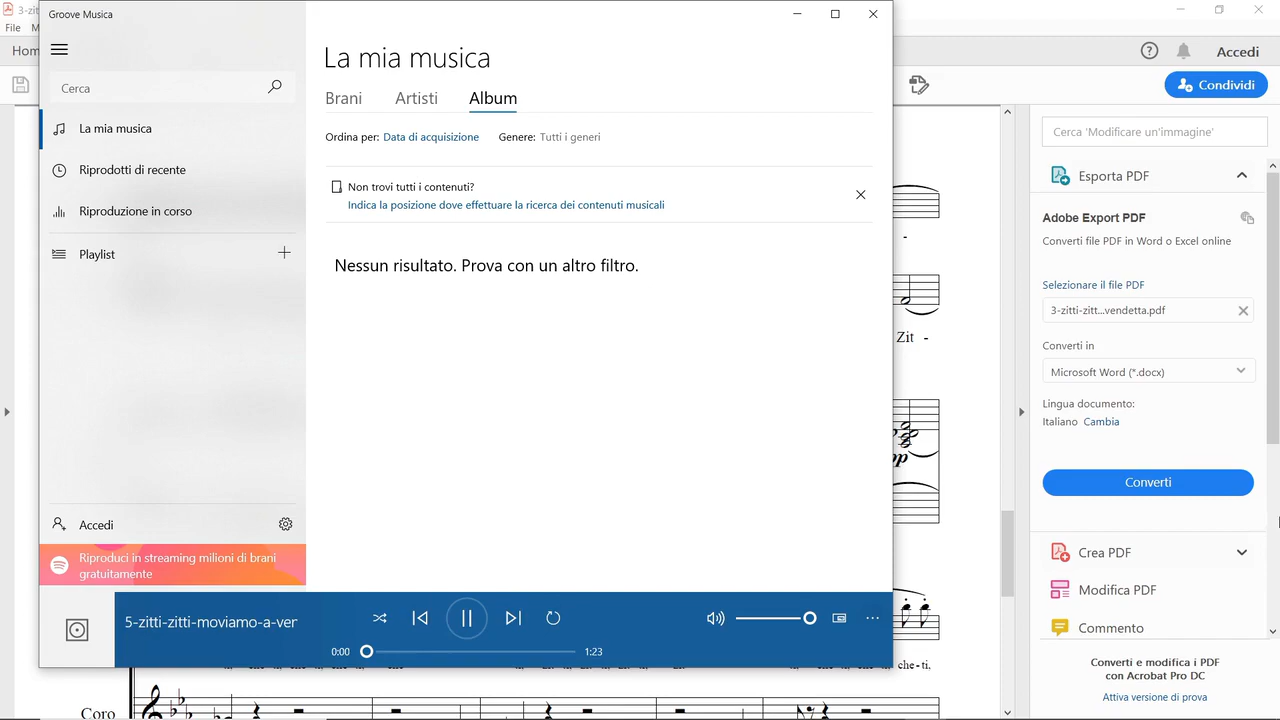 3-zit
File M
Hom
Groove Musica
Cerca
La mia musica
Riprodotti di recente
Riproduzione in corso
Playlist
Accedi
Riproduci in streaming milioni di brani
gratuitamente
La mia musica
Brani Artisti Album
Ordina per: Data di acquisizione Genere: Tutti i generi
Non trovi tutti i contenuti?
Indica la posizione dove effettuare la ricerca dei contenuti musicali
Nessun risultato. Prova con un altro filtro.
5-zitti-zitti-moviamo-a-ver
0:00 1:23
Accedi
Condividi
Cerca 'Modificare un'immagine'
Esporta PDF
Adobe Export PDF
Converti file PDF in Word o Excel online
Selezionare il file PDF
3-zitti-zitt...vendetta.pdf
Converti in
Microsoft Word (*.docx)
Lingua documento:
Italiano Cambia
Converti
Crea PDF
Modifica PDF
Commento
Converti e modifica i PDF
con Acrobat Pro DC
Attiva versione di prova
-
Zit -
pp
che - ti,
Coro